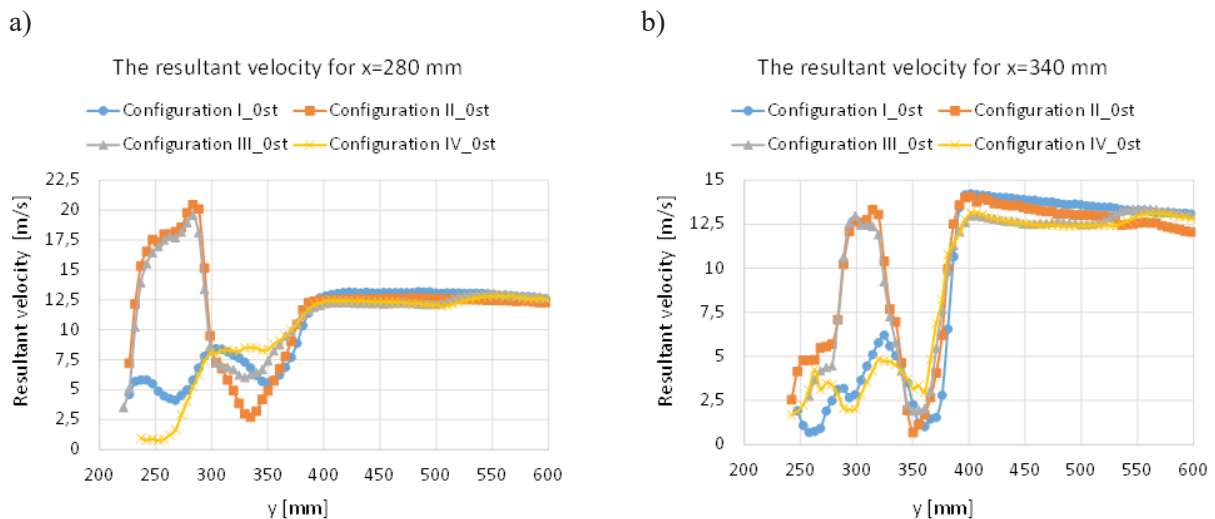 a)
The resultant velocity for x=280 mm
Configuration I_0st Configuration II_0st
Configuration III_0st Configuration IV_0st
Resultant velocity [m/s]
22,5
20
17,5
15
12,5
10
7,5
5
2,5
0
200 250 300 350 400 450 500 550 600
y [mm]
b)
The resultant velocity for x=340 mm
Configuration I_0st Configuration II_0st
Configuration III_0st Configuration IV_0st
Resultant velocity [m/s]
15
12,5
10
7,5
5
2,5
0
200 250 300 350 400 450 500 550 600
y [mm]